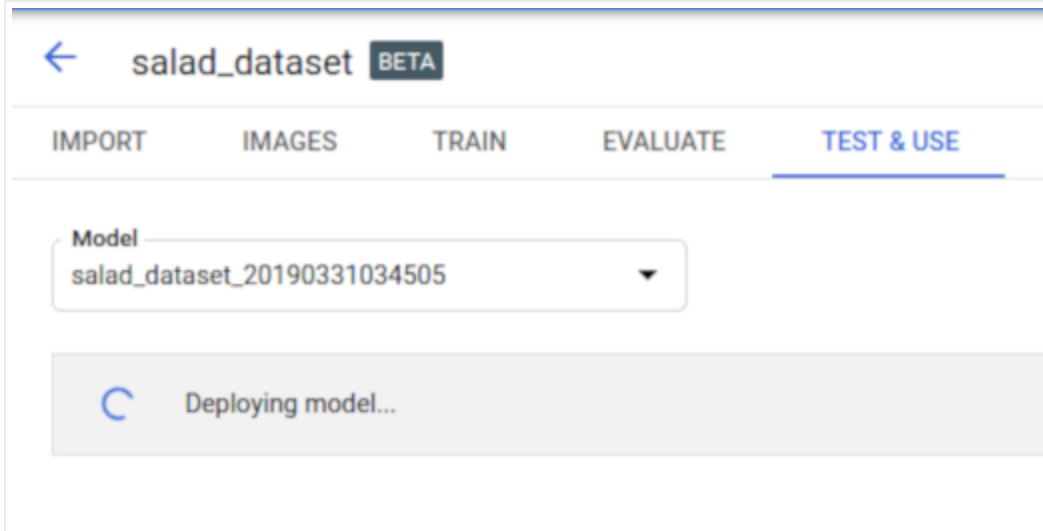 salad_dataset BETA
IMPORT IMAGES TRAIN EVALUATE TEST & USE
Model
salad_dataset_20190331034505
Deploying model...